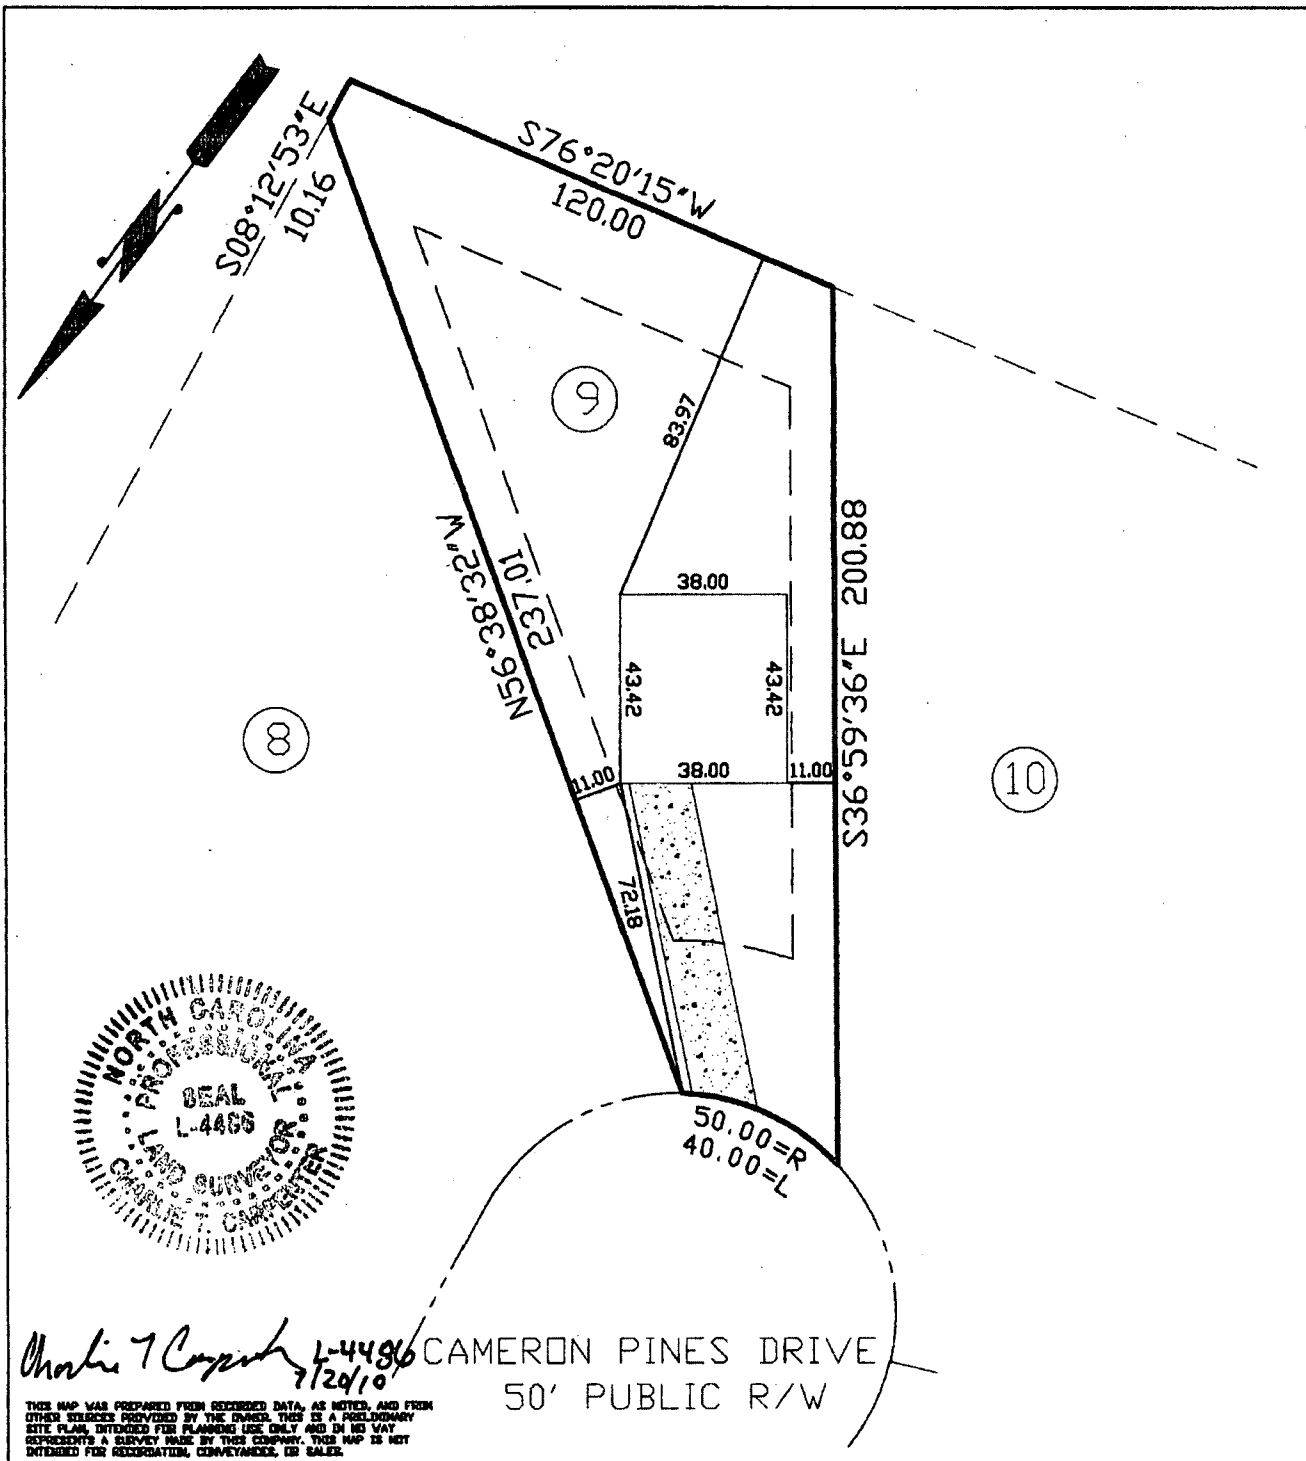 S08°12'53"E
10.16
S76°20'15"W
120.00
9
83.97
N56°38'32"W
237.01
38.00
43.42
43.42
S36°59'36"E 200.88
8
10
11.00
38.00
11.00
72.18
50.00=R
40.00=L
NORTH CAROLINA
PROFESSIONAL
SEAL
L-4486
LAND SURVEYOR
CHARLIE T. CARPENTER
Charlie T Carpenter L-4486
7/20/10
CAMERON PINES DRIVE
50' PUBLIC R/W
THIS MAP WAS PREPARED FROM RECORDED DATA, AS NOTED, AND FROM
OTHER SOURCES PROVIDED BY THE OWNER. THIS IS A PRELIMINARY
SITE PLAN, INTENDED FOR PLANNING USE ONLY AND IN NO WAY
REPRESENTS A SURVEY MADE BY THIS COMPANY. THIS MAP IS NOT
INTENDED FOR RECORDATION, CONVEYANCES, OR SALES.